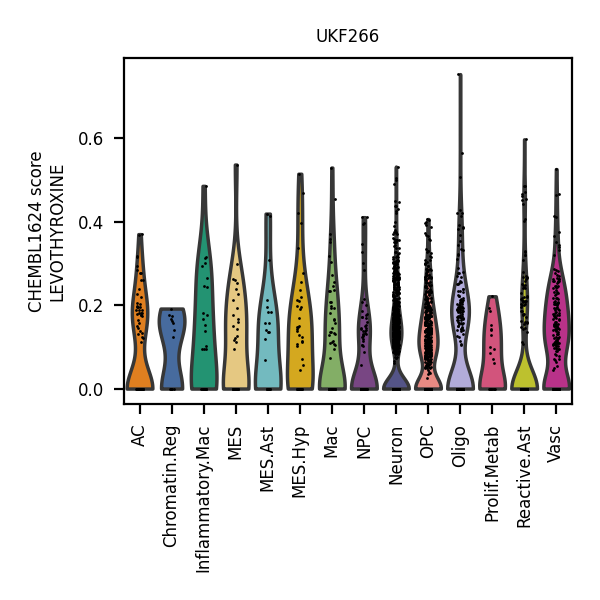 UKF266
CHEMBL1624 score
LEVOTHYROXINE
0.6
0.4
0.2
0.0
AC
Chromatin.Reg
Inflammatory.Mac
MES
MES.Ast
MES.Hyp
Mac
NPC
Neuron
OPC
Oligo
Prolif.Metab
Reactive.Ast
Vasc